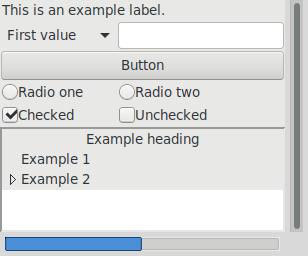 This is an example label.
First value
Button
Radio one Radio two
Checked Unchecked
Example heading
Example 1
Example 2